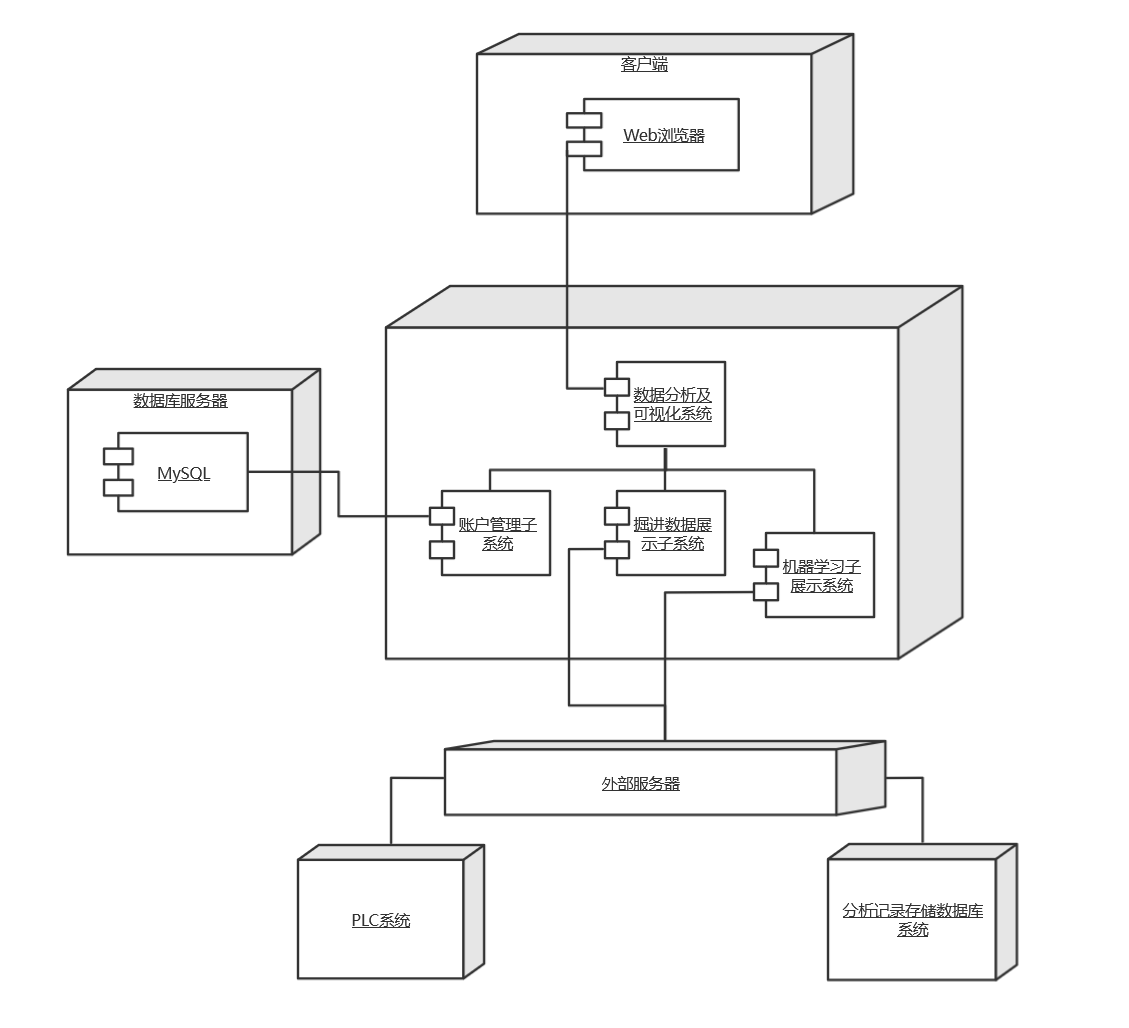 客户端
Web浏览器
数据分析及
可视化系统
数据库服务器
MySQL
账户管理子
系统
掘进数据展
示子系统
机器学习子
展示系统
外部服务器
PLC系统
分析记录存储数据库
系统